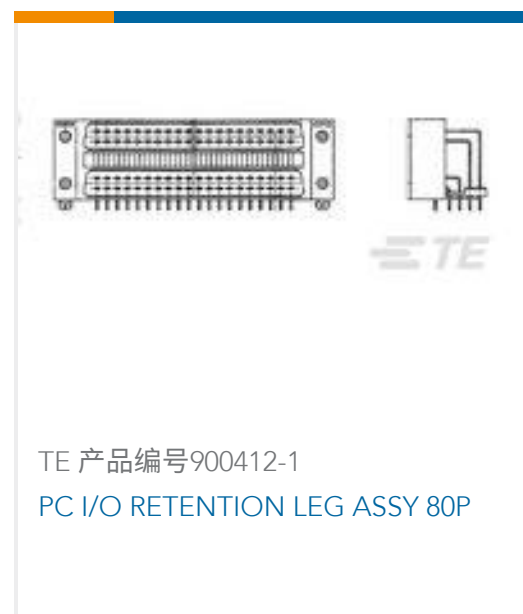 TE
TE 产品编号900412-1
PC I/O RETENTION LEG ASSY 80P